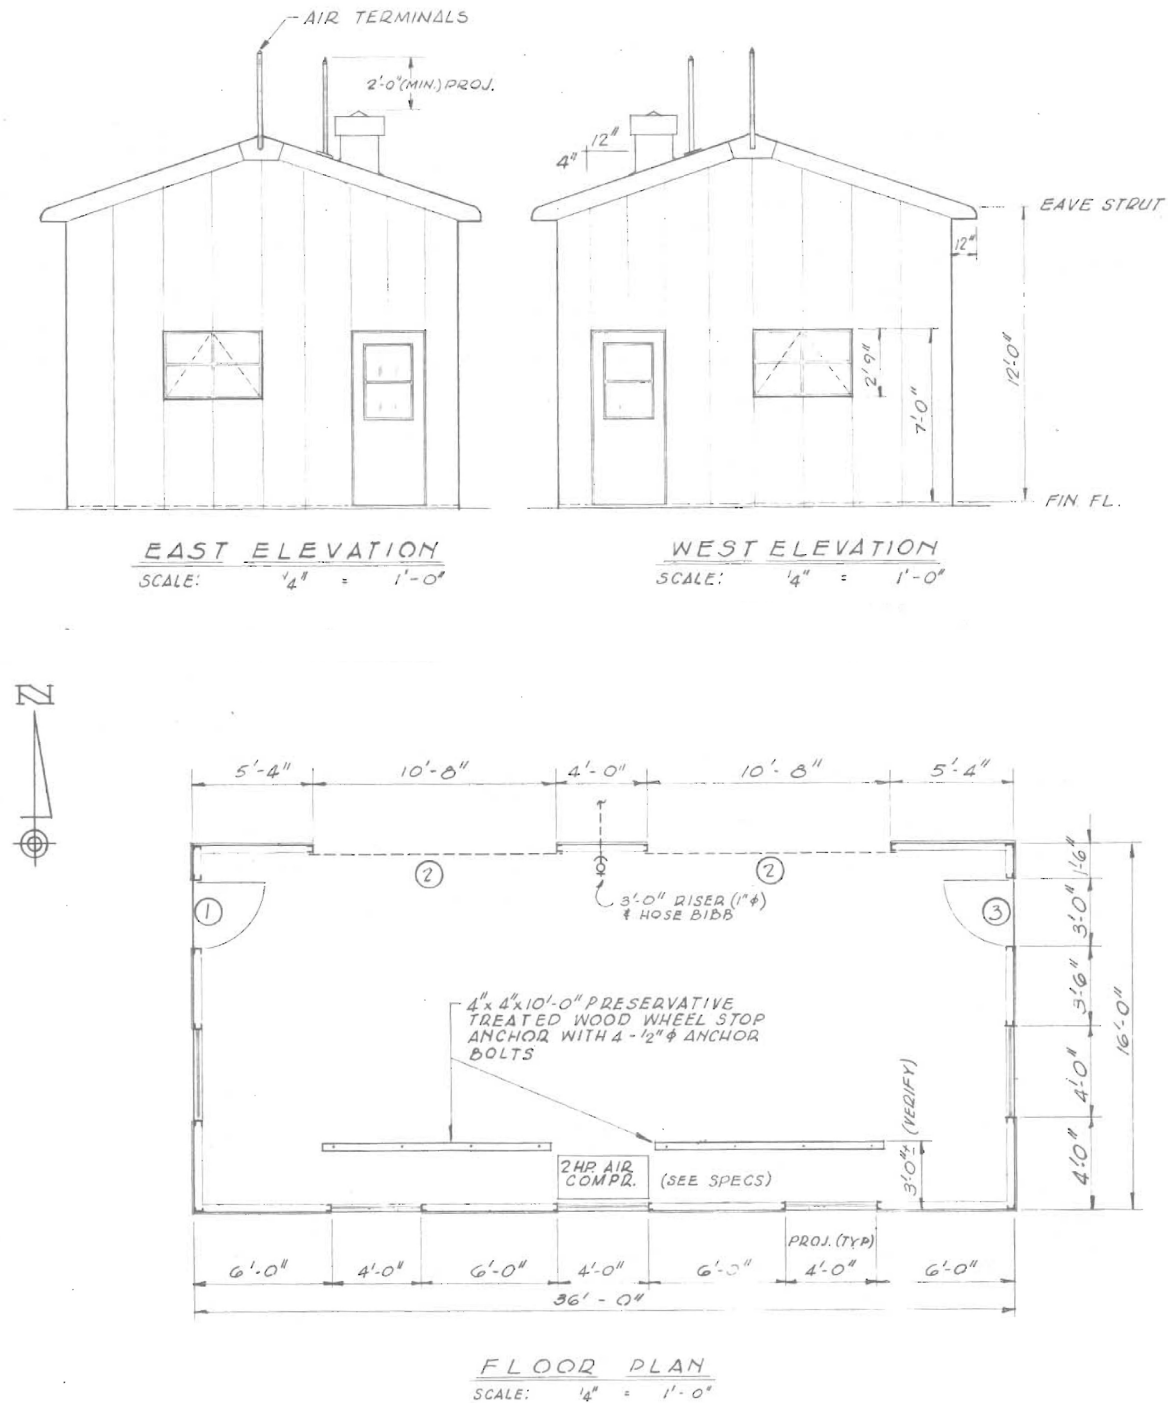 AIR TERMINALS
2'-0"(MIN.) PROJ.
12"
4"
EAVE STRUT
12"
2'-9"
7'-0"
12'-0"
FIN. FL.
EAST ELEVATION
SCALE: 1/4" = 1'-0"
WEST ELEVATION
SCALE: 1/4" = 1'-0"
N
5'-4" 10'-8" 4'-0" 10'-8" 5'-4"
2 2
1 3
3'-0" RISER (1"ϕ)
& HOSE BIBB
1'-6"
3'-0"
3'-6"
4'-0"
4'-0"
16'-0"
4"x 4"x10'-0" PRESERVATIVE
TREATED WOOD WHEEL STOP
ANCHOR WITH 4 - 1/2"ϕ ANCHOR
BOLTS
3'-0"± (VERIFY)
2 HP. AIR
COMPR.
(SEE SPECS)
PROJ. (TYP)
6'-0" 4'-0" 6'-0" 4'-0" 6'-0" 4'-0" 6'-0"
36'-0"
FLOOR PLAN
SCALE: 1/4" = 1'-0"